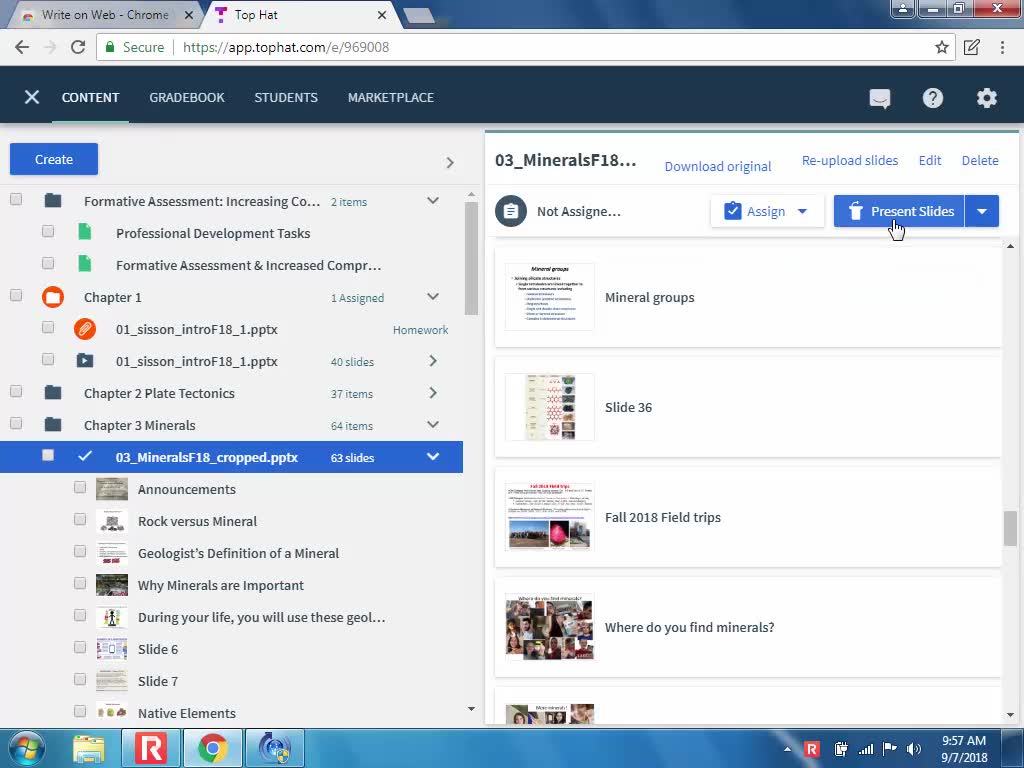 Write on Web - Chrome
Top Hat
Secure
https://app.tophat.com/e/969008
CONTENT
GRADEBOOK
STUDENTS
MARKETPLACE
Create
Formative Assessment: Increasing Co...
2 items
Professional Development Tasks
Formative Assessment & Increased Compr...
Chapter 1
1 Assigned
01_sisson_introF18_1.pptx
Homework
01_sisson_introF18_1.pptx
40 slides
Chapter 2 Plate Tectonics
37 items
Chapter 3 Minerals
64 items
03_MineralsF18_cropped.pptx
63 slides
Announcements
Rock versus Mineral
Geologist's Definition of a Mineral
Why Minerals are Important
During your life, you will use these geol...
Slide 6
Slide 7
Native Elements
03_MineralsF18...
Download original
Re-upload slides
Edit
Delete
Not Assigne...
Assign
Present Slides
Mineral groups
Mineral groups
Slide 36
Fall 2018 Field trips
Fall 2018 Field trips
Where do you find minerals?
Where do you find minerals?
More minerals!
9:57 AM
9/7/2018